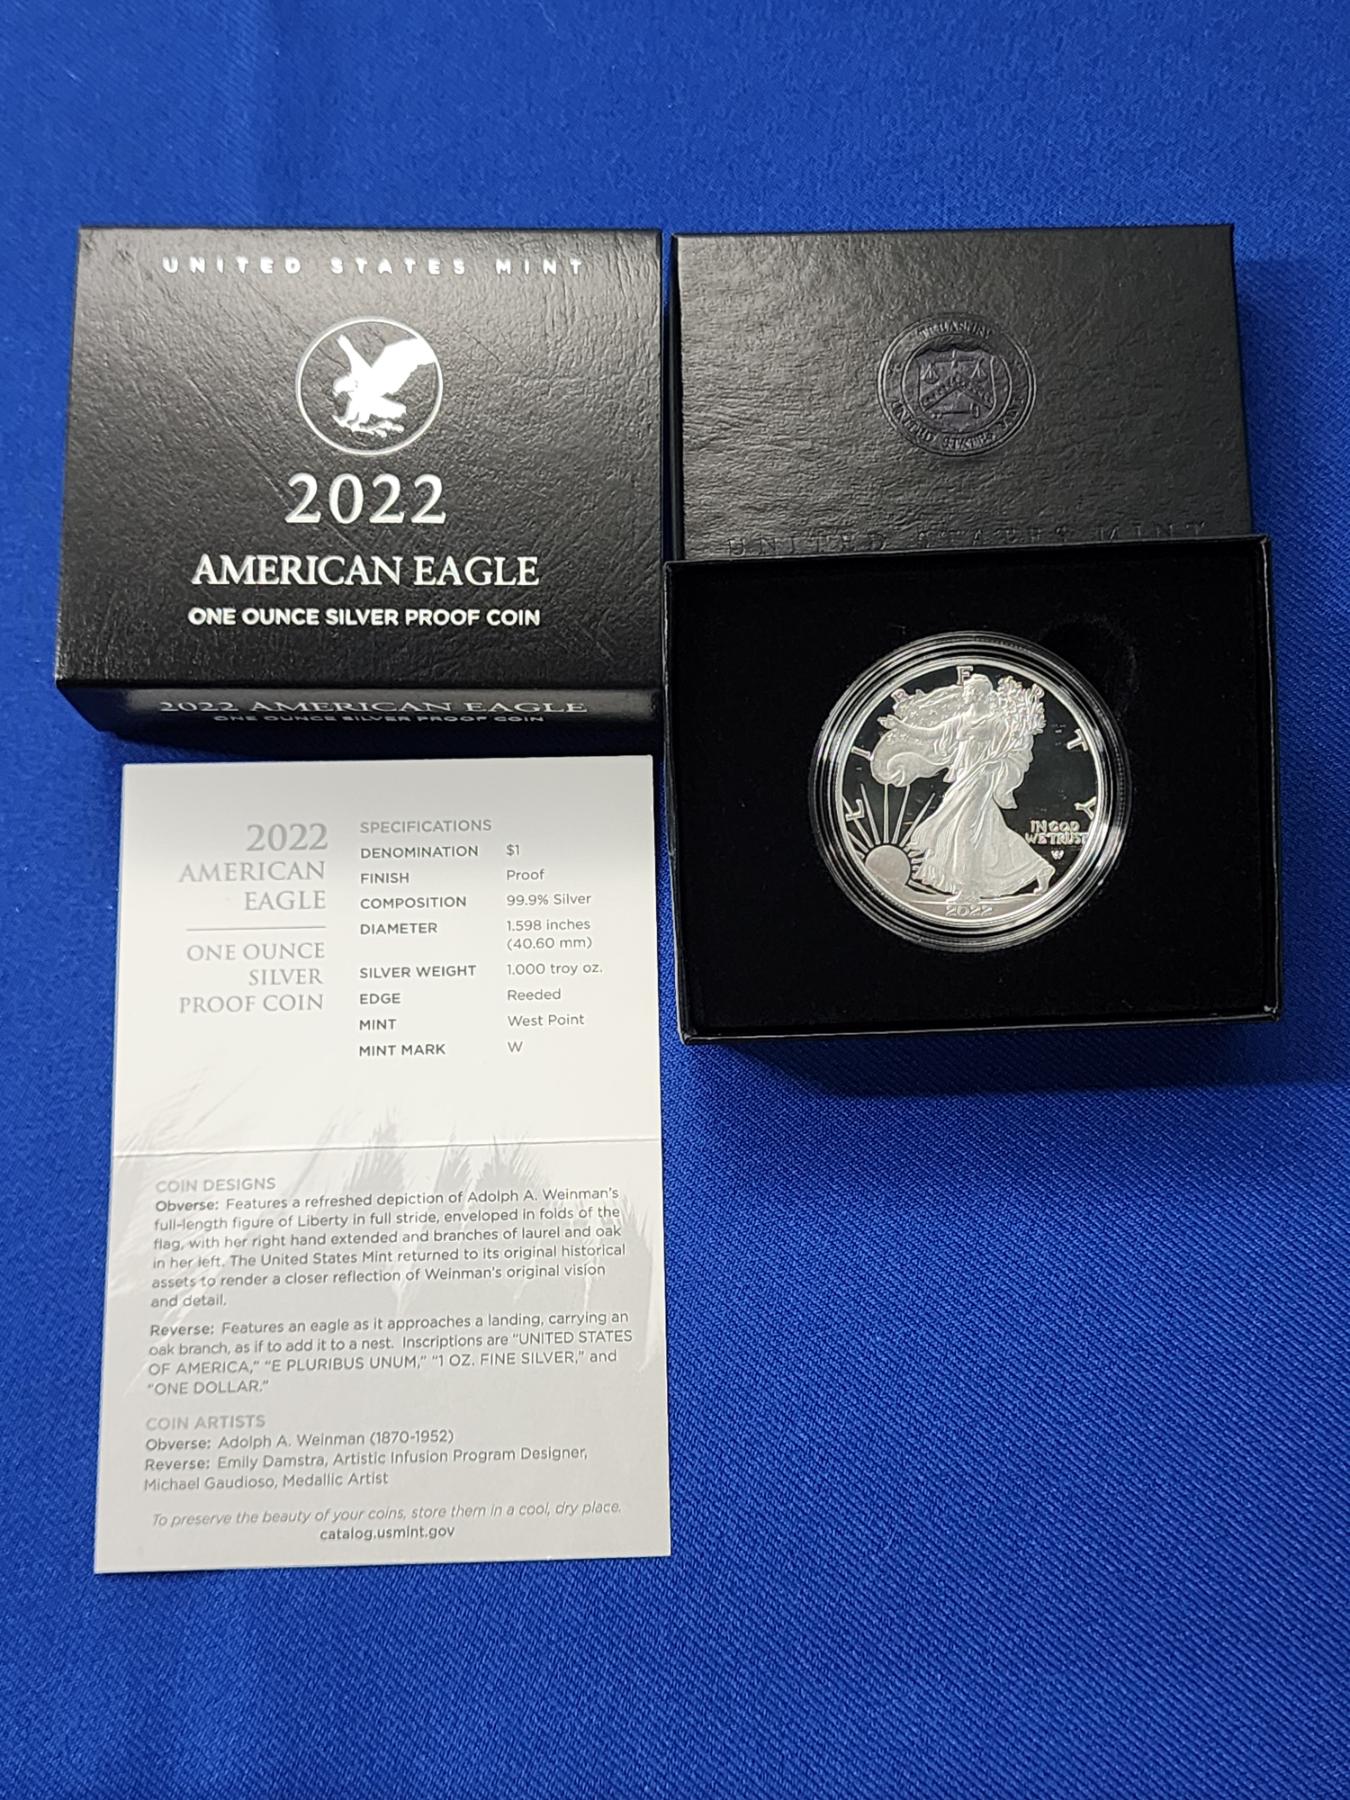 UNITED STATES MINT
2022
AMERICAN EAGLE
ONE OUNCE SILVER PROOF COIN
2022 AMERICAN EAGLE
ONE OUNCE SILVER PROOF COIN
TREASURY
UNITED STATES MINT
UNITED STATES MINT
LIBERTY
IN GOD
WE TRUST
W
2022
2022
AMERICAN
EAGLE
ONE OUNCE
SILVER
PROOF COIN
SPECIFICATIONS
DENOMINATION $1
FINISH Proof
COMPOSITION 99.9% Silver
DIAMETER 1.598 inches
(40.60 mm)
SILVER WEIGHT 1.000 troy oz.
EDGE Reeded
MINT West Point
MINT MARK W
COIN DESIGNS
Obverse: Features a refreshed depiction of Adolph A. Weinman's
full-length figure of Liberty in full stride, enveloped in folds of the
flag, with her right hand extended and branches of laurel and oak
in her left. The United States Mint returned to its original historical
assets to render a closer reflection of Weinman's original vision
and detail.
Reverse: Features an eagle as it approaches a landing, carrying an
oak branch, as if to add it to a nest. Inscriptions are "UNITED STATES
OF AMERICA," "E PLURIBUS UNUM," "1 OZ. FINE SILVER," and
"ONE DOLLAR."
COIN ARTISTS
Obverse: Adolph A. Weinman (1870-1952)
Reverse: Emily Damstra, Artistic Infusion Program Designer,
Michael Gaudioso, Medallic Artist
To preserve the beauty of your coins, store them in a cool, dry place.
catalog.usmint.gov